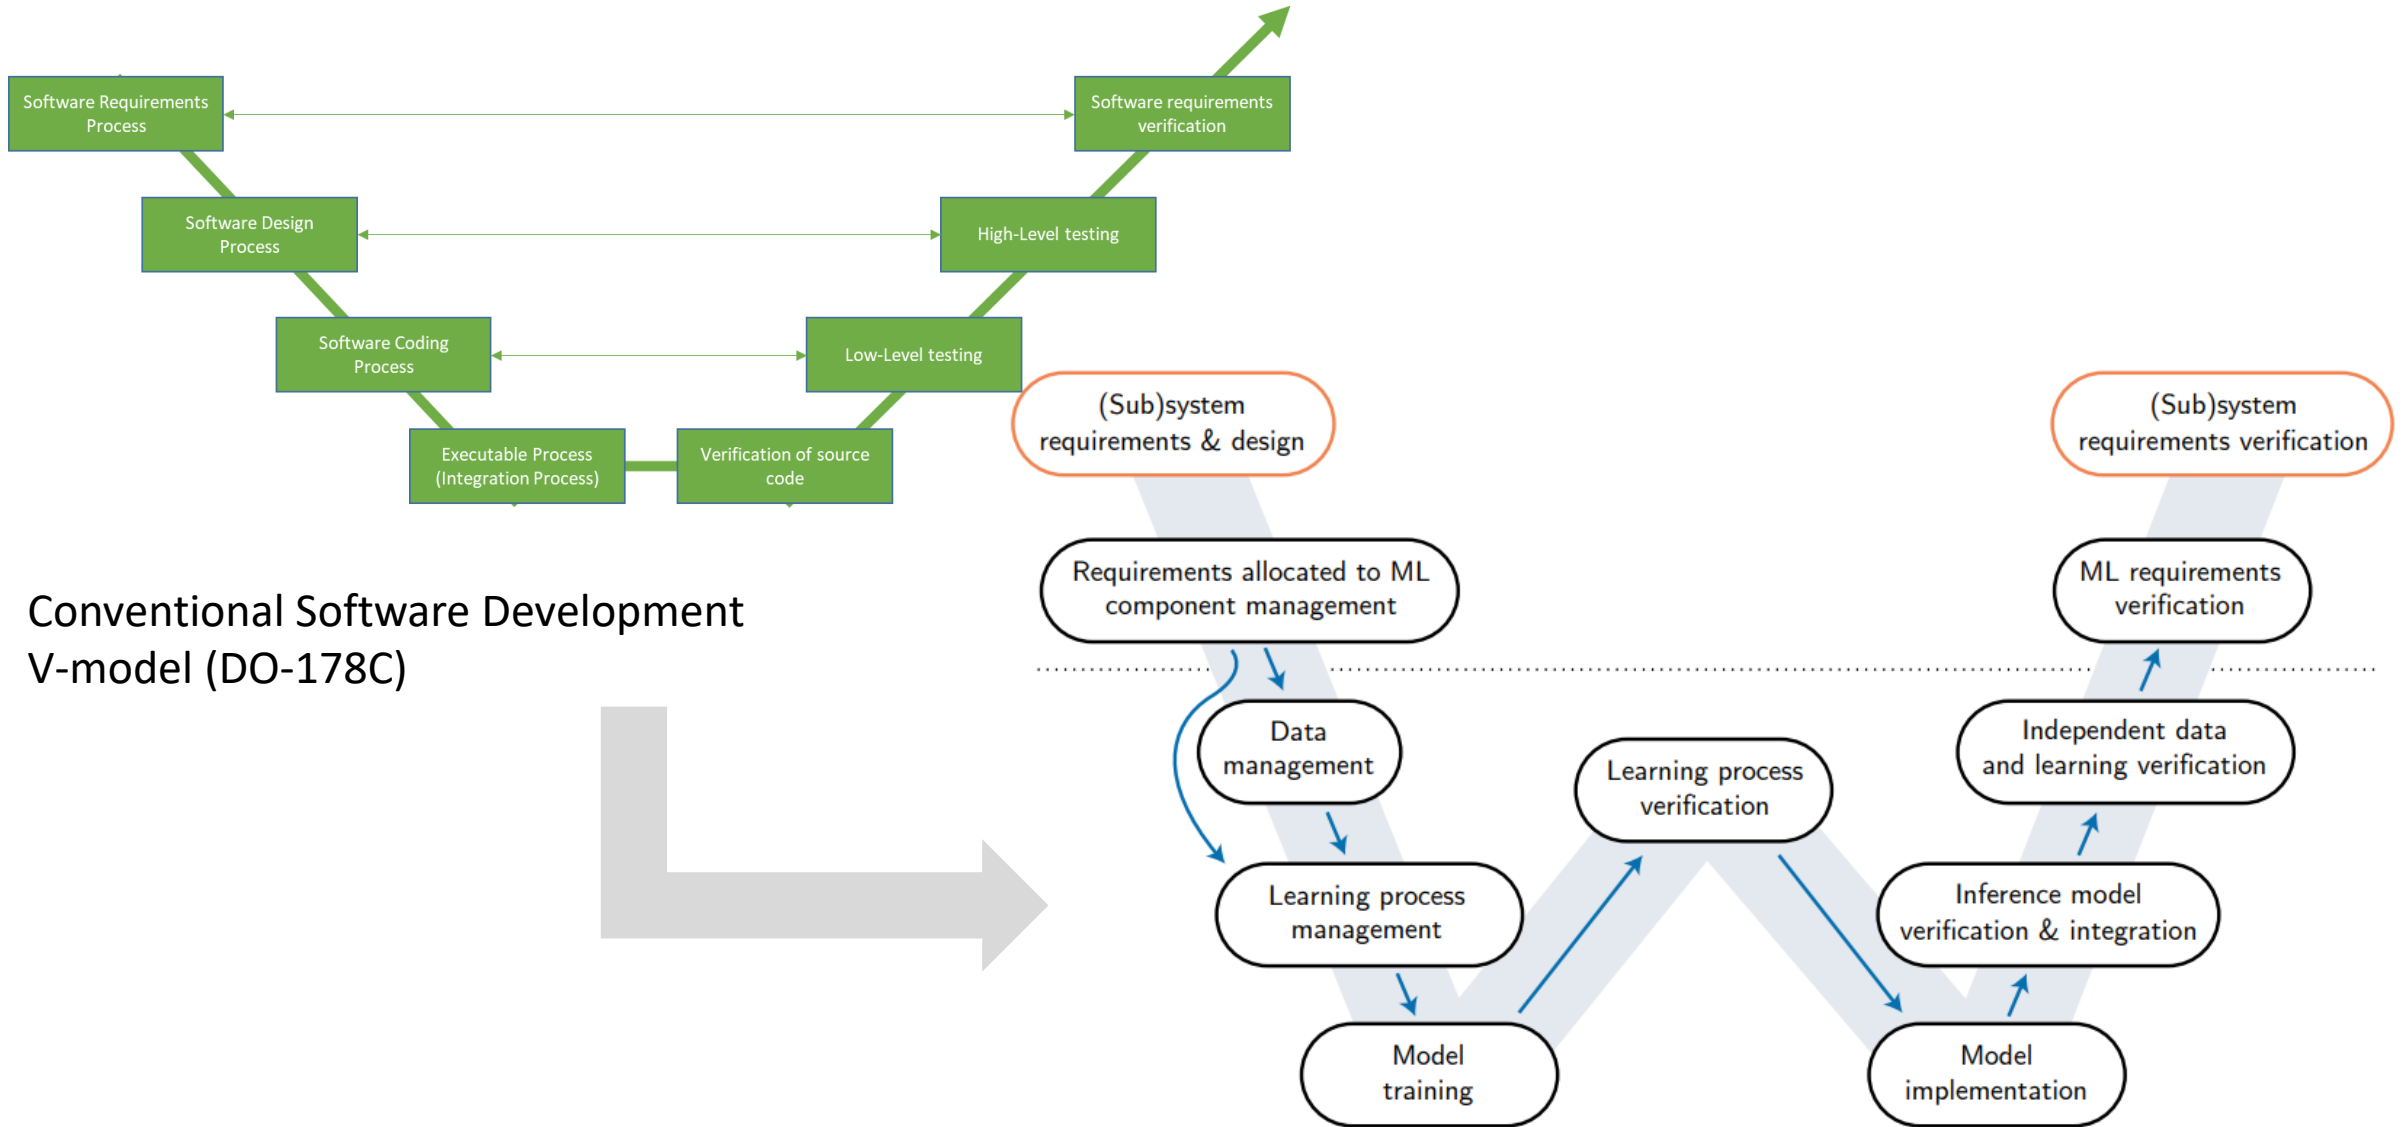 Software Requirements
Process
Software requirements
verification
Software Design
Process
High-Level testing
Software Coding
Process
Low-Level testing
Executable Process
(Integration Process)
Verification of source
code
Conventional Software Development
V-model (DO-178C)
(Sub)system
requirements & design
(Sub)system
requirements verification
Requirements allocated to ML
component management
ML requirements
verification
Data
management
Learning process
verification
Independent data
and learning verification
Learning process
management
Inference model
verification & integration
Model
training
Model
implementation